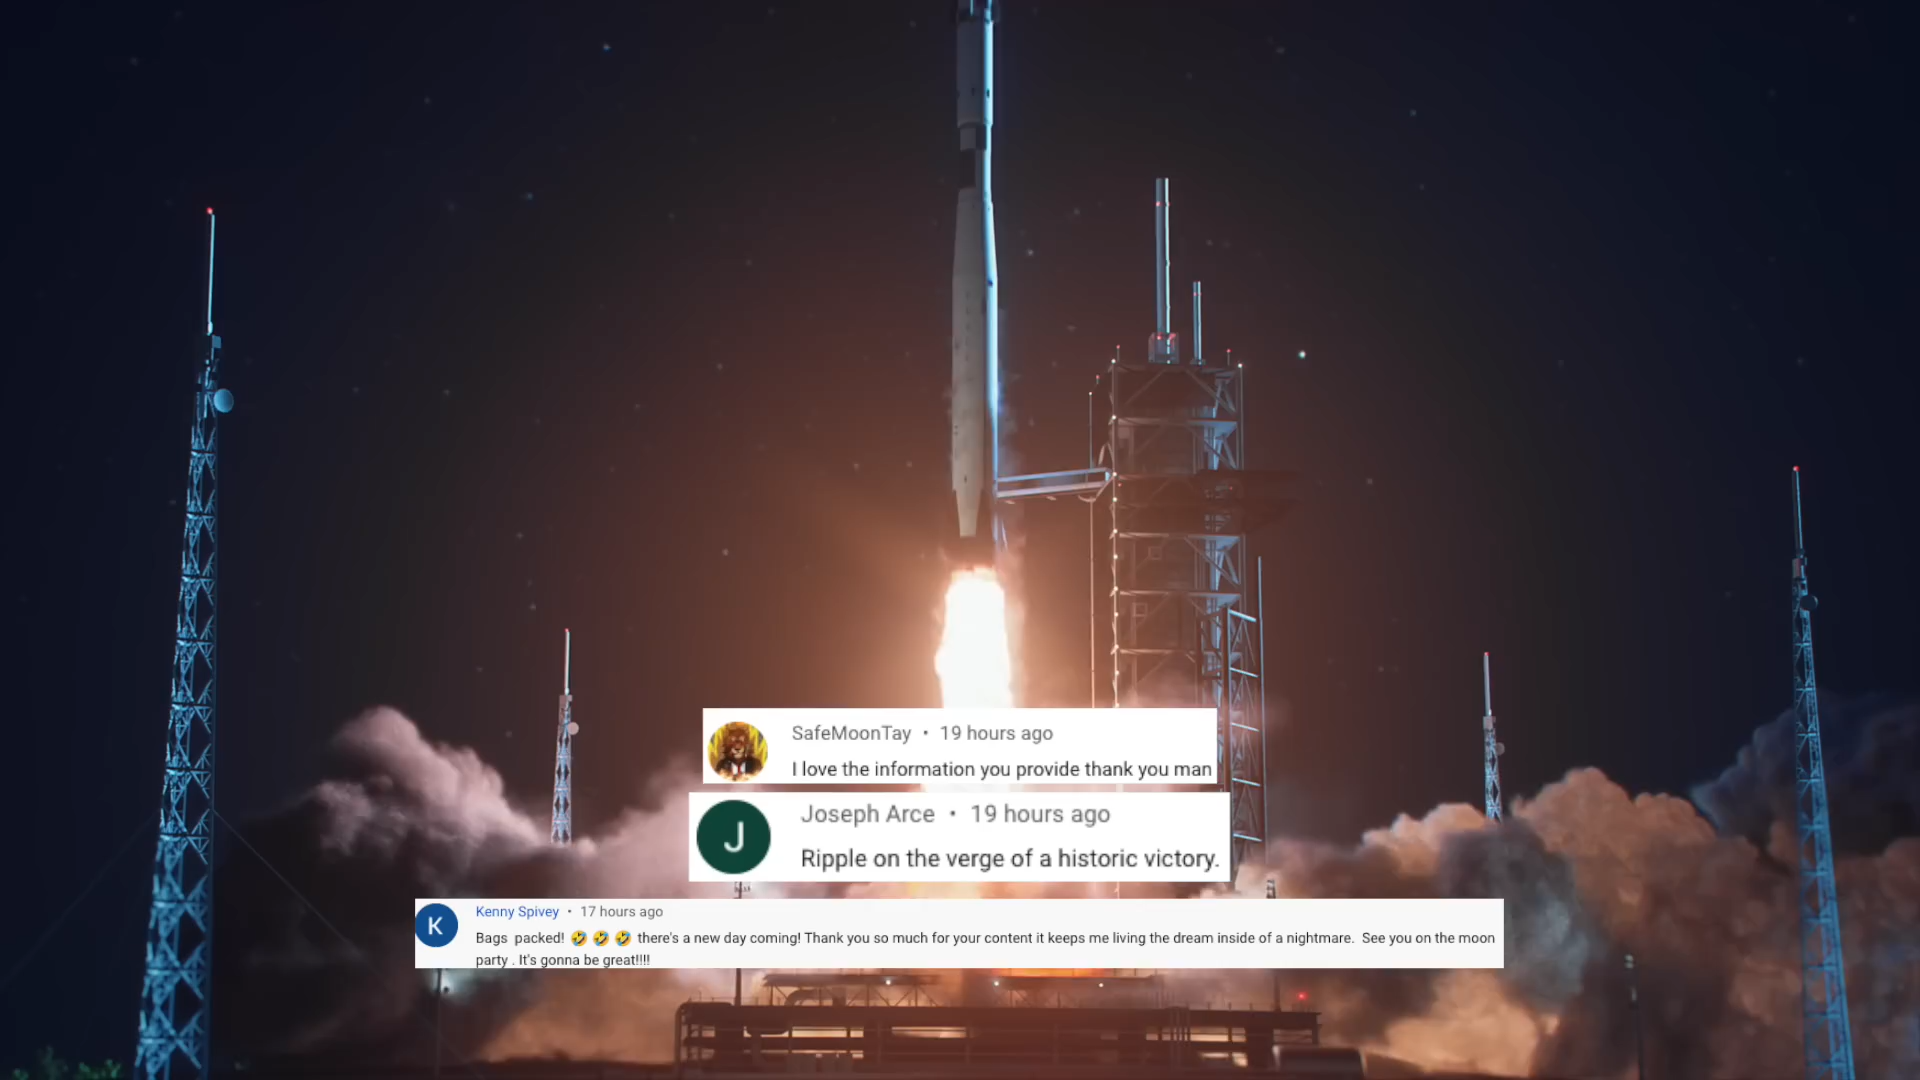 SafeMoonTay • 19 hours ago
I love the information you provide thank you man
J
Joseph Arce • 19 hours ago
Ripple on the verge of a historic victory.
K
Kenny Spivey • 17 hours ago
Bags packed! 🤣 🤣 🤣 there's a new day coming! Thank you so much for your content it keeps me living the dream inside of a nightmare. See you on the moon
party . It's gonna be great!!!!